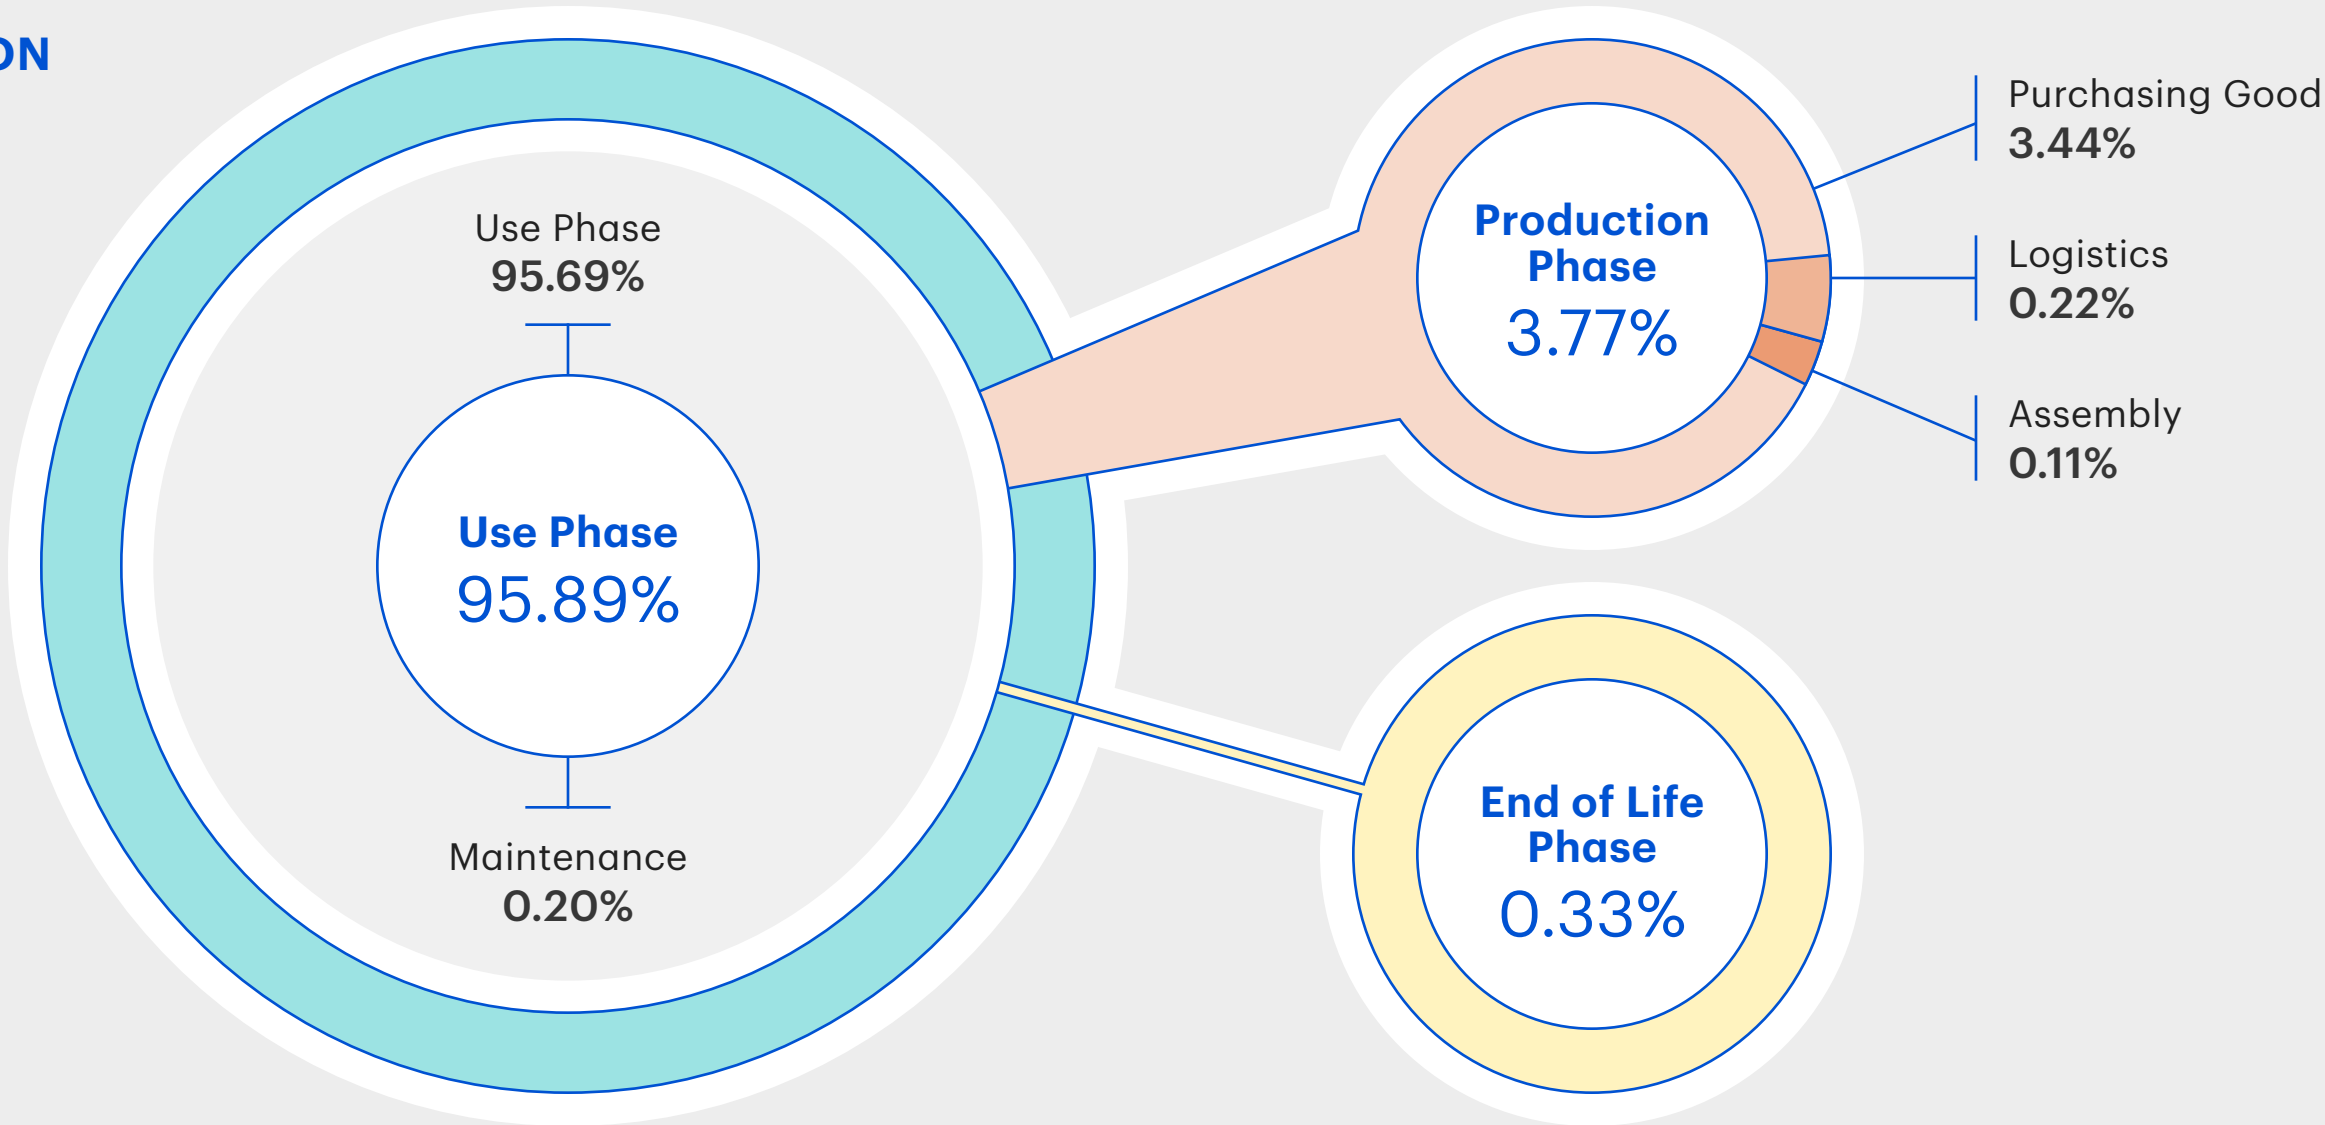 ON
Use Phase
95.69%
Use Phase
95.89%
Maintenance
0.20%
Production
Phase
3.77%
Purchasing Good
3.44%
Logistics
0.22%
Assembly
0.11%
End of Life
Phase
0.33%